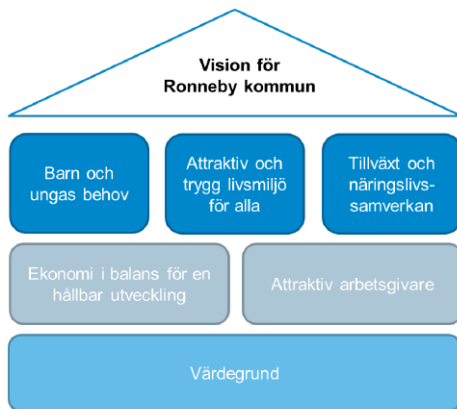 Vision för
Ronneby kommun
Barn och
ungas behov
Attraktiv och
trygg livsmiljö
för alla
Tillväxt och
näringslivs-
samverkan
Ekonomi i balans för en
hållbar utveckling
Attraktiv arbetsgivare
Värdegrund